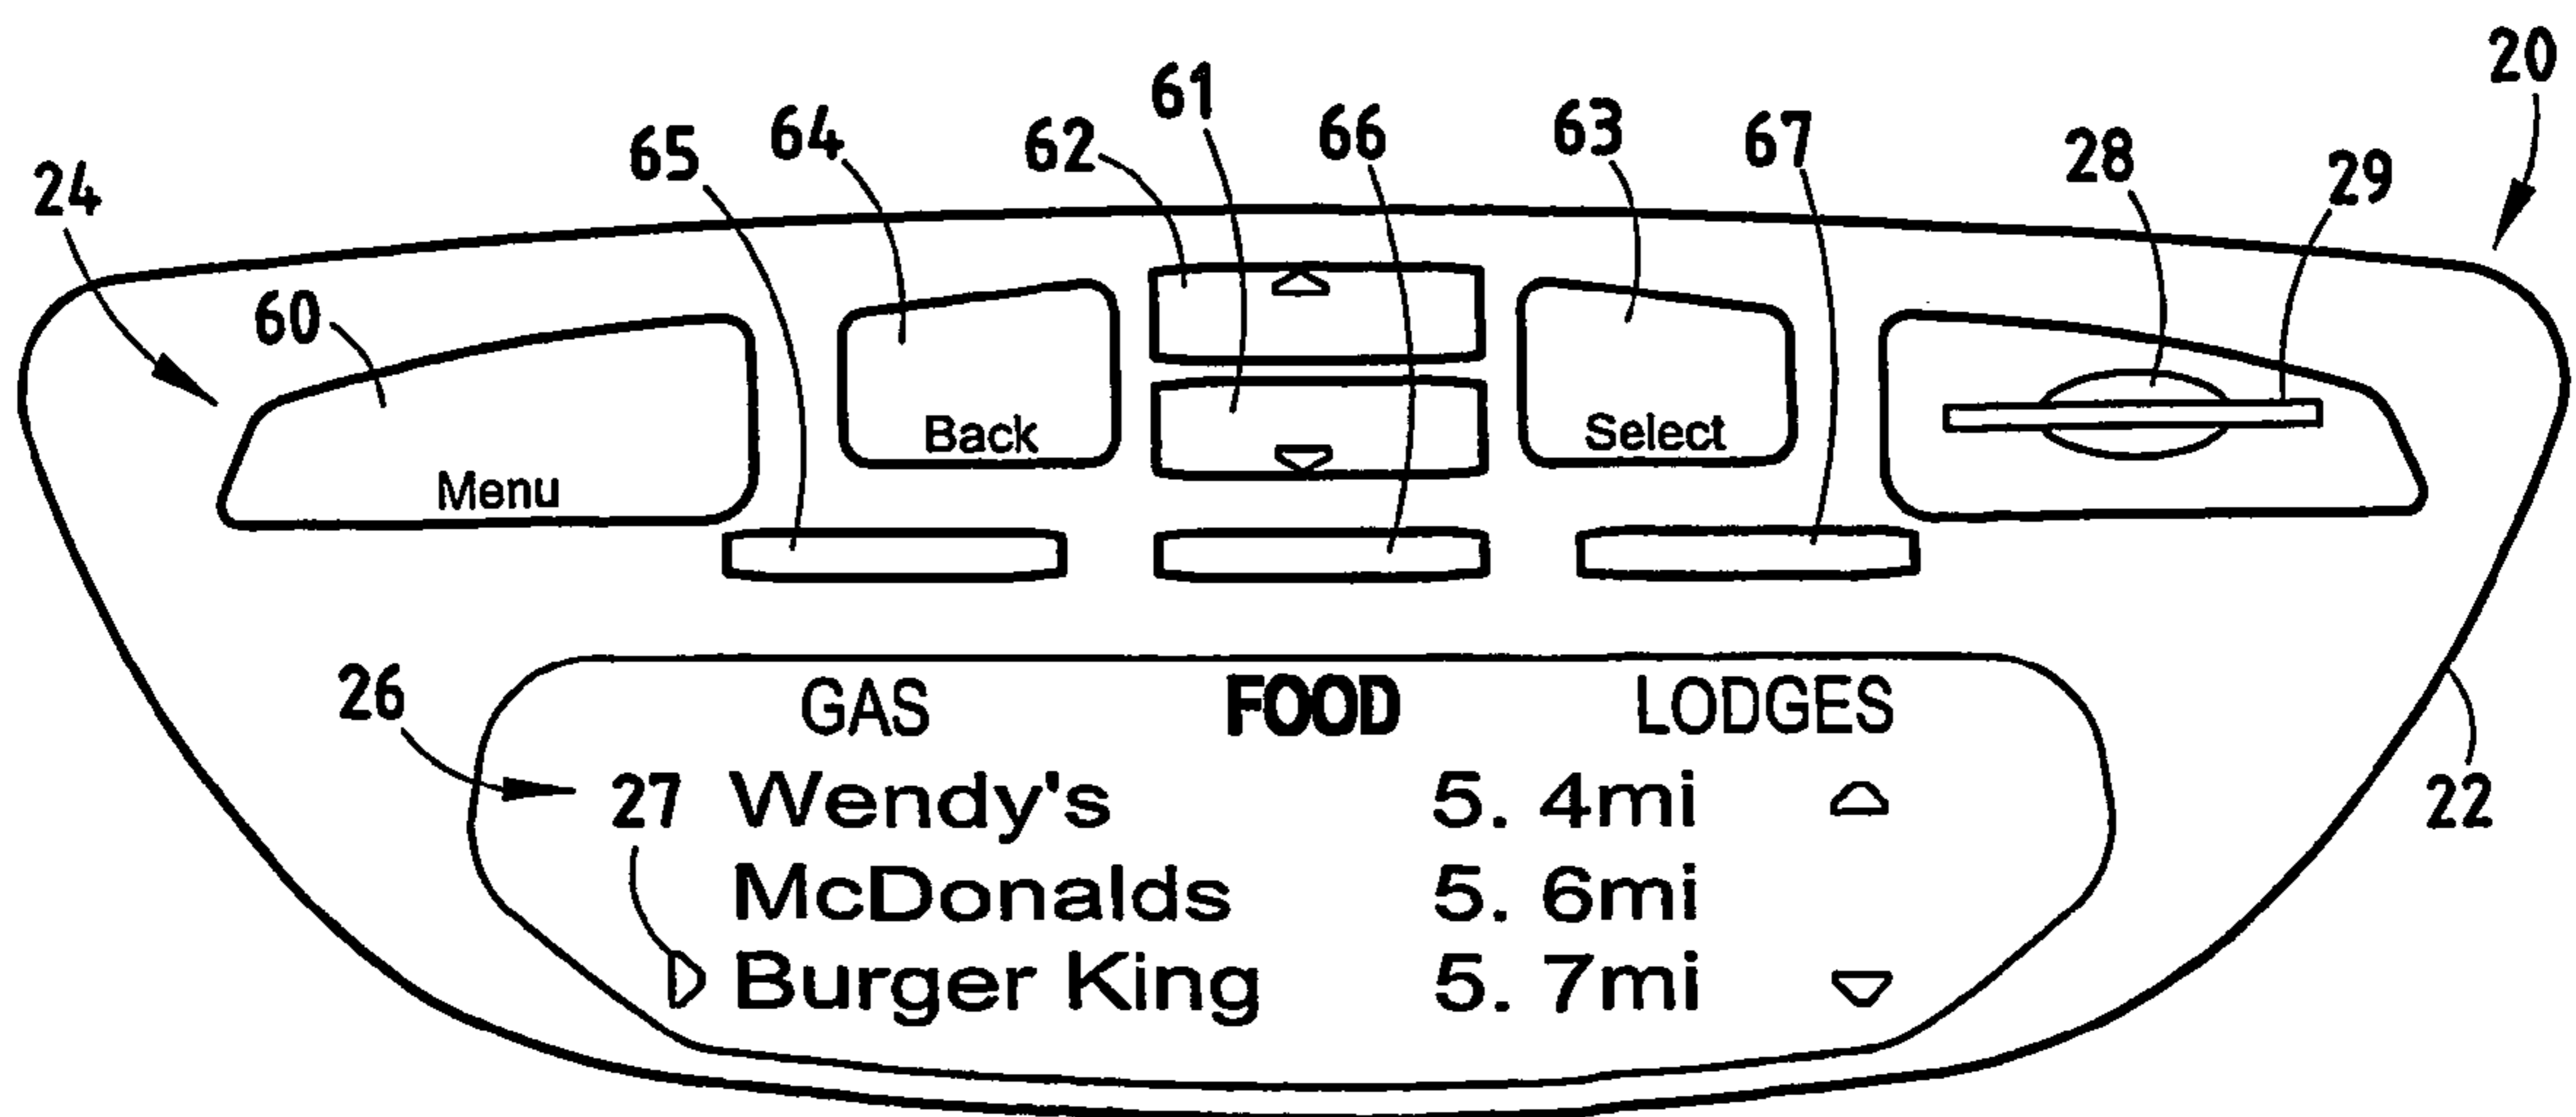 20
61
64
62
66
63
67
65
28
29
24
60
Back
Select
Menu
26
GAS FOOD LODGES
27 Wendy's 5. 4mi
22
McDonalds 5. 6mi
Burger King 5. 7mi